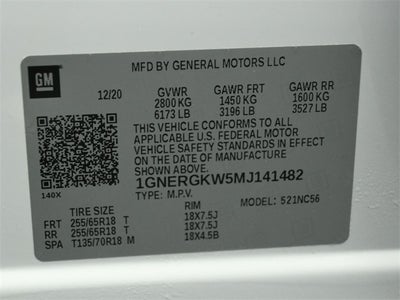 GM
MFD BY GENERAL MOTORS LLC
12/20 GVWR GAWR FRT GAWR RR
2800 KG 1450 KG 1600 KG
6173 LB 3196 LB 3527 LB
THIS VEHICLE CONFORMS TO ALL
APPLICABLE U.S. FEDERAL MOTOR
VEHICLE SAFETY STANDARDS IN EFFECT
ON THE DATE OF MANUFACTURE SHOWN ABOVE.
1GNERGKW5MJ141482
140X TYPE: M.P.V. MODEL: 521NC56
TIRE SIZE RIM
FRT 255/65R18 T 18X7.5J
RR 255/65R18 T 18X7.5J
SPA T135/70R18 M 18X4.5B